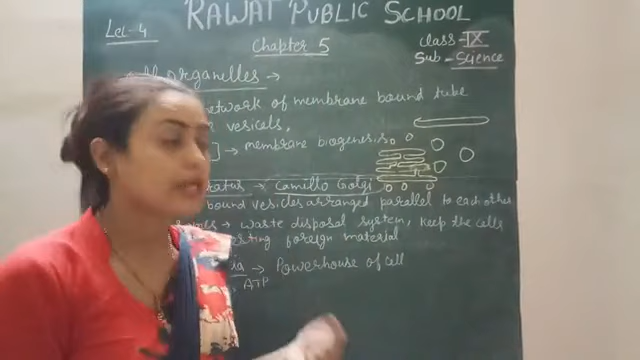 RAWAT PUBLIC SCHOOL
Lec-4
Chapter 5
Class - IX
Sub - Science
organelles →
network of membrane bound tube
vesicels.
] → membrane biogenesis
→ Camillo Golgi
bound vesicles arranged parallel to each other
→ waste disposal system, keep the cells
foreign material
→ Powerhouse of cell
ATP